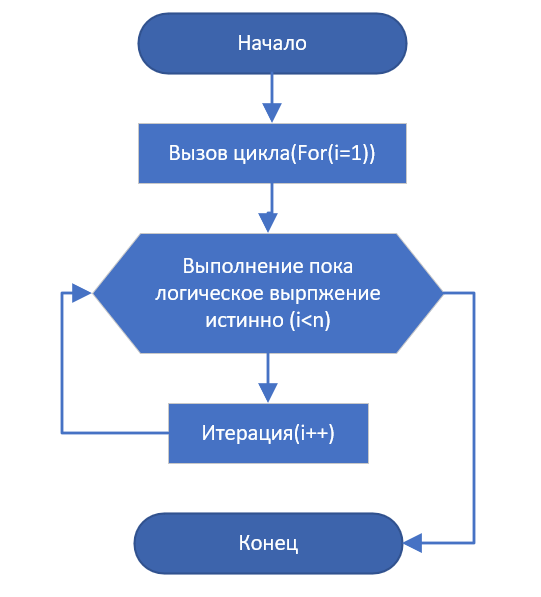 Начало
Вызов цикла(For(i=1))
Выполнение пока
логическое вырпжение
истинно (i<n)
Итерация(i++)
Конец